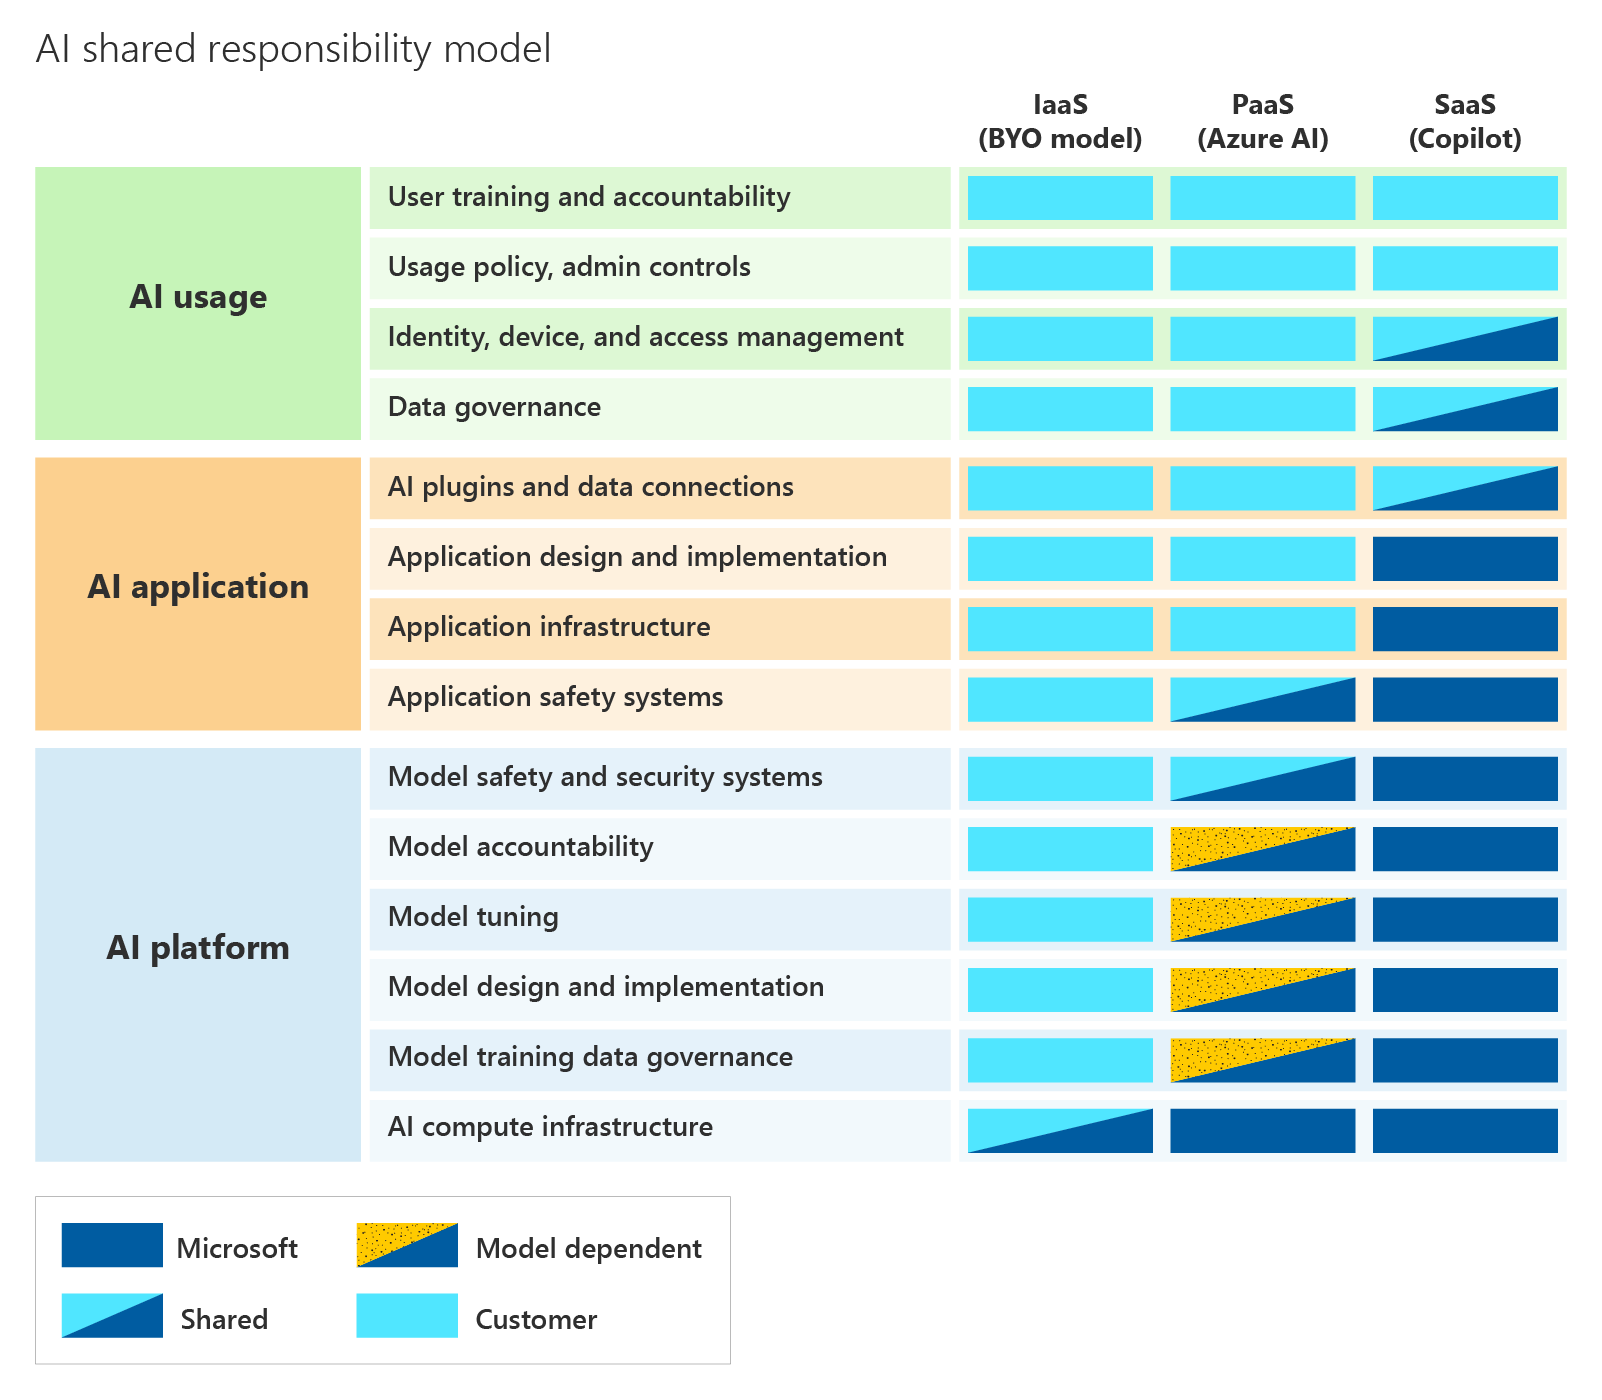 AI shared responsibility model
IaaS
(BYO model)
PaaS
(Azure AI)
SaaS
(Copilot)
AI usage
User training and accountability
Usage policy, admin controls
Identity, device, and access management
Data governance
AI application
AI plugins and data connections
Application design and implementation
Application infrastructure
Application safety systems
AI platform
Model safety and security systems
Model accountability
Model tuning
Model design and implementation
Model training data governance
AI compute infrastructure
Microsoft
Model dependent
Shared
Customer